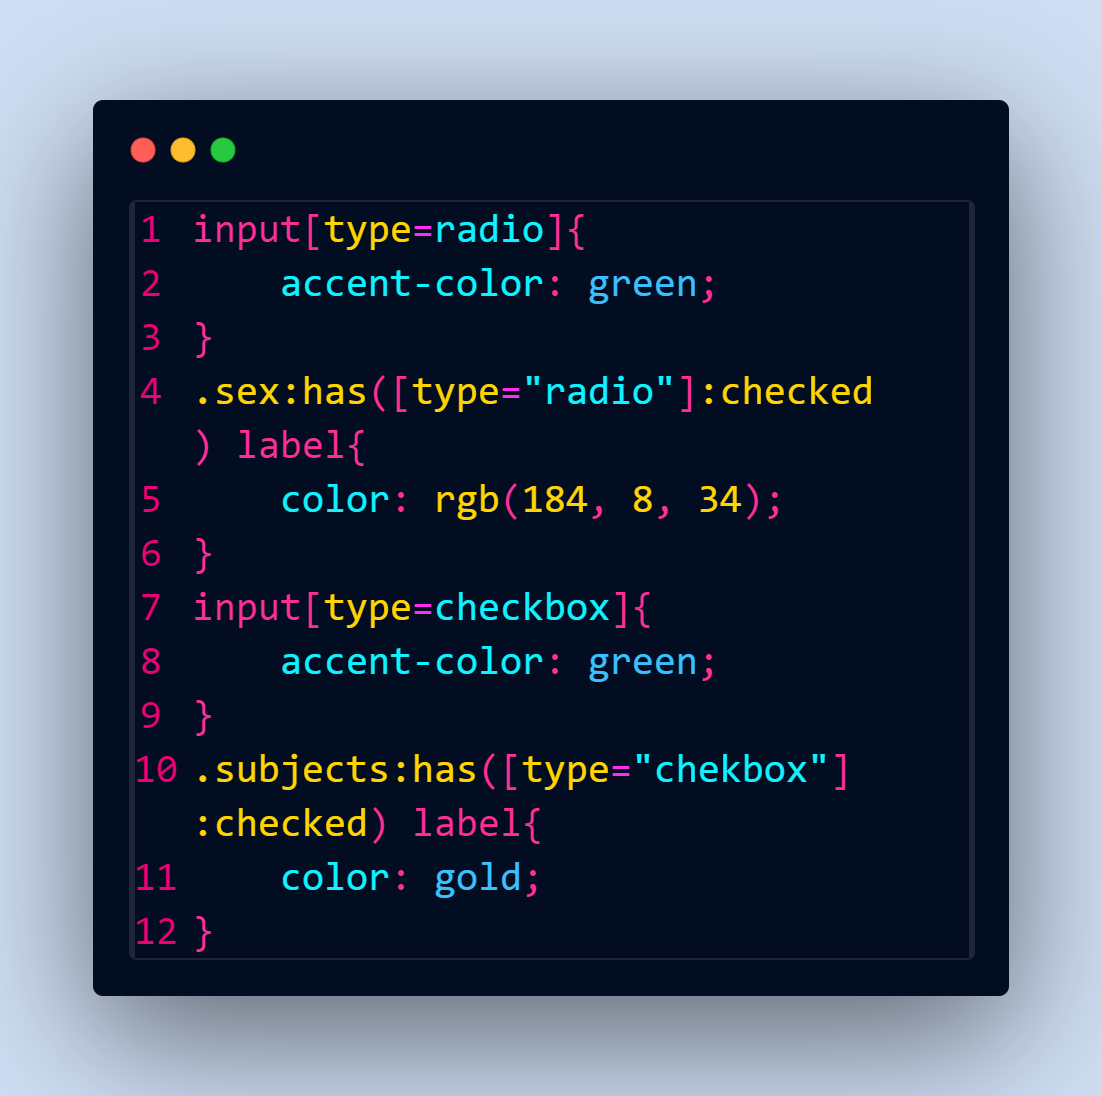 1 input[type=radio]{
2     accent-color: green;
3 }
4 .sex:has([type="radio"]:checked
) label{
5     color: rgb(184, 8, 34);
6 }
7 input[type=checkbox]{
8     accent-color: green;
9 }
10 .subjects:has([type="chekbox"]
:checked) label{
11     color: gold;
12 }